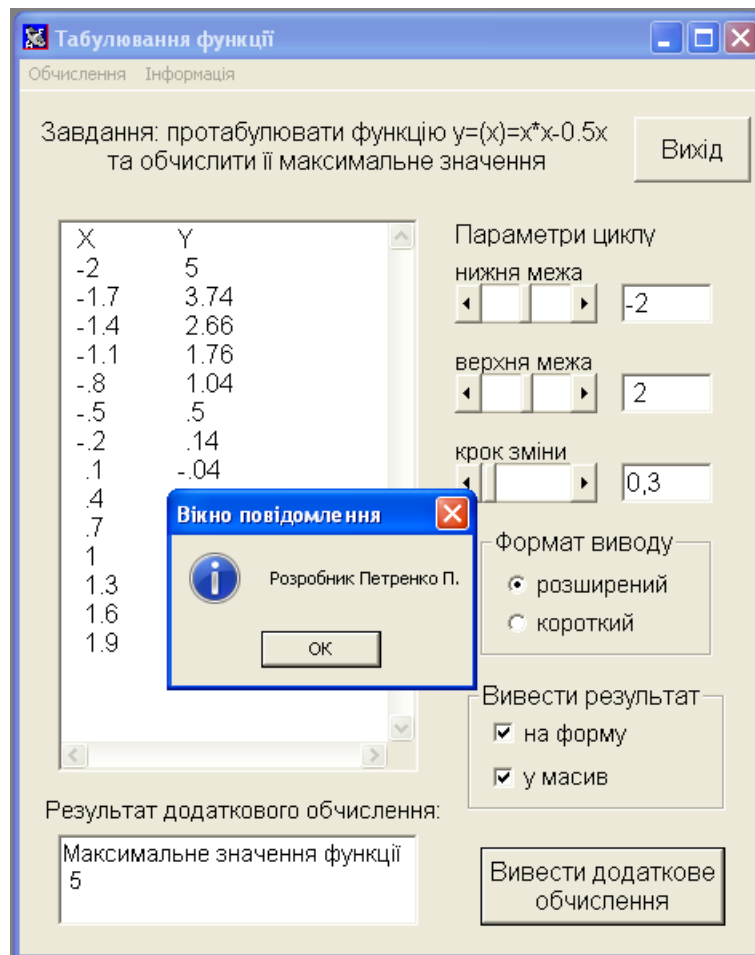 Табулювання функції
Обчислення Інформація
Завдання: протабулювати функцію y=(x)=x*x-0.5x
та обчислити її максимальне значення
Вихід
X Y
-2 5
-1.7 3.74
-1.4 2.66
-1.1 1.76
-.8 1.04
-.5 .5
-.2 .14
.1 -.04
.4
.7
1
1.3
1.6
1.9
Параметри циклу
нижня межа
-2
верхня межа
2
крок зміни
0,3
Вікно повідомлення
Розробник Петренко П.
ОК
Формат виводу
розширений
короткий
Вивести результат
на форму
у масив
Результат додаткового обчислення:
Максимальне значення функції
5
Вивести додаткове
обчислення